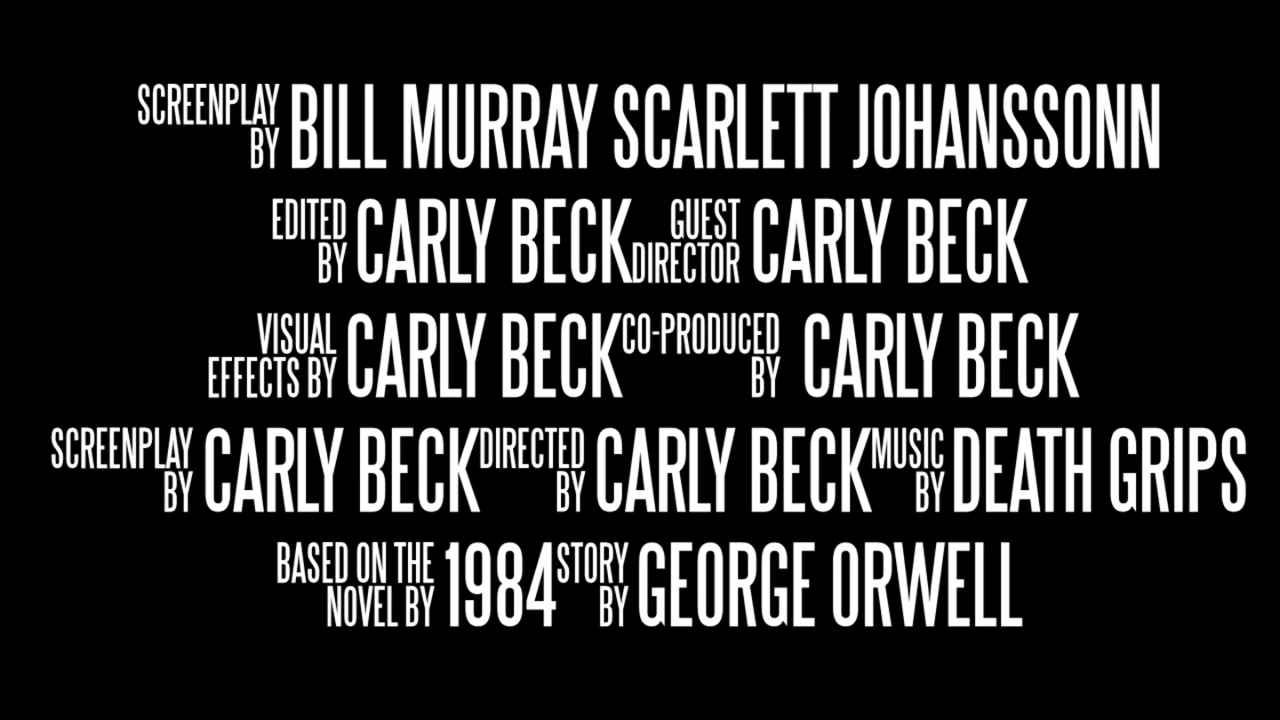 SCREENPLAY BY BILL MURRAY SCARLETT JOHANSSONN
EDITED BY CARLY BECK GUEST DIRECTOR CARLY BECK
VISUAL EFFECTS BY CARLY BECK CO-PRODUCED BY CARLY BECK
SCREENPLAY BY CARLY BECK DIRECTED BY CARLY BECK MUSIC BY DEATH GRIPS
BASED ON THE NOVEL BY 1984 STORY BY GEORGE ORWELL